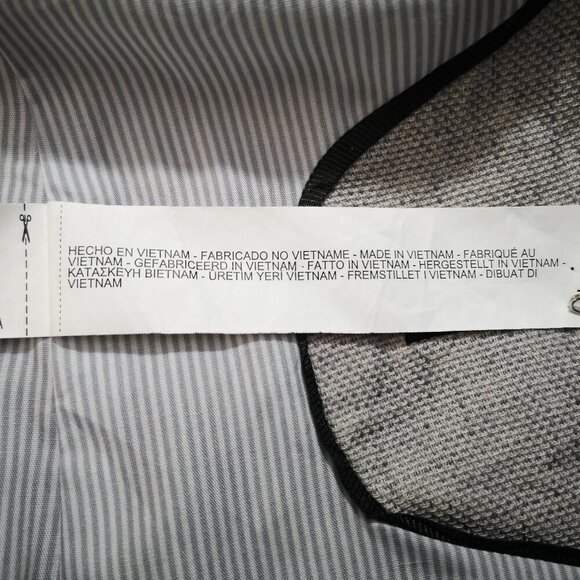 HECHO EN VIETNAM - FABRICADO NO VIETNAME - MADE IN VIETNAM - FABRIQUÉ AU
VIETNAM - GEFABRICEERD IN VIETNAM - FATTO IN VIETNAM - HERGESTELLT IN VIETNAM -
ΚΑΤΑΣΚΕΥΗ ΒΙΕΤΝΑΜ - ÜRETIM YERI VIETNAM - FREMSTILLET I VIETNAM - DIBUAT DI
VIETNAM